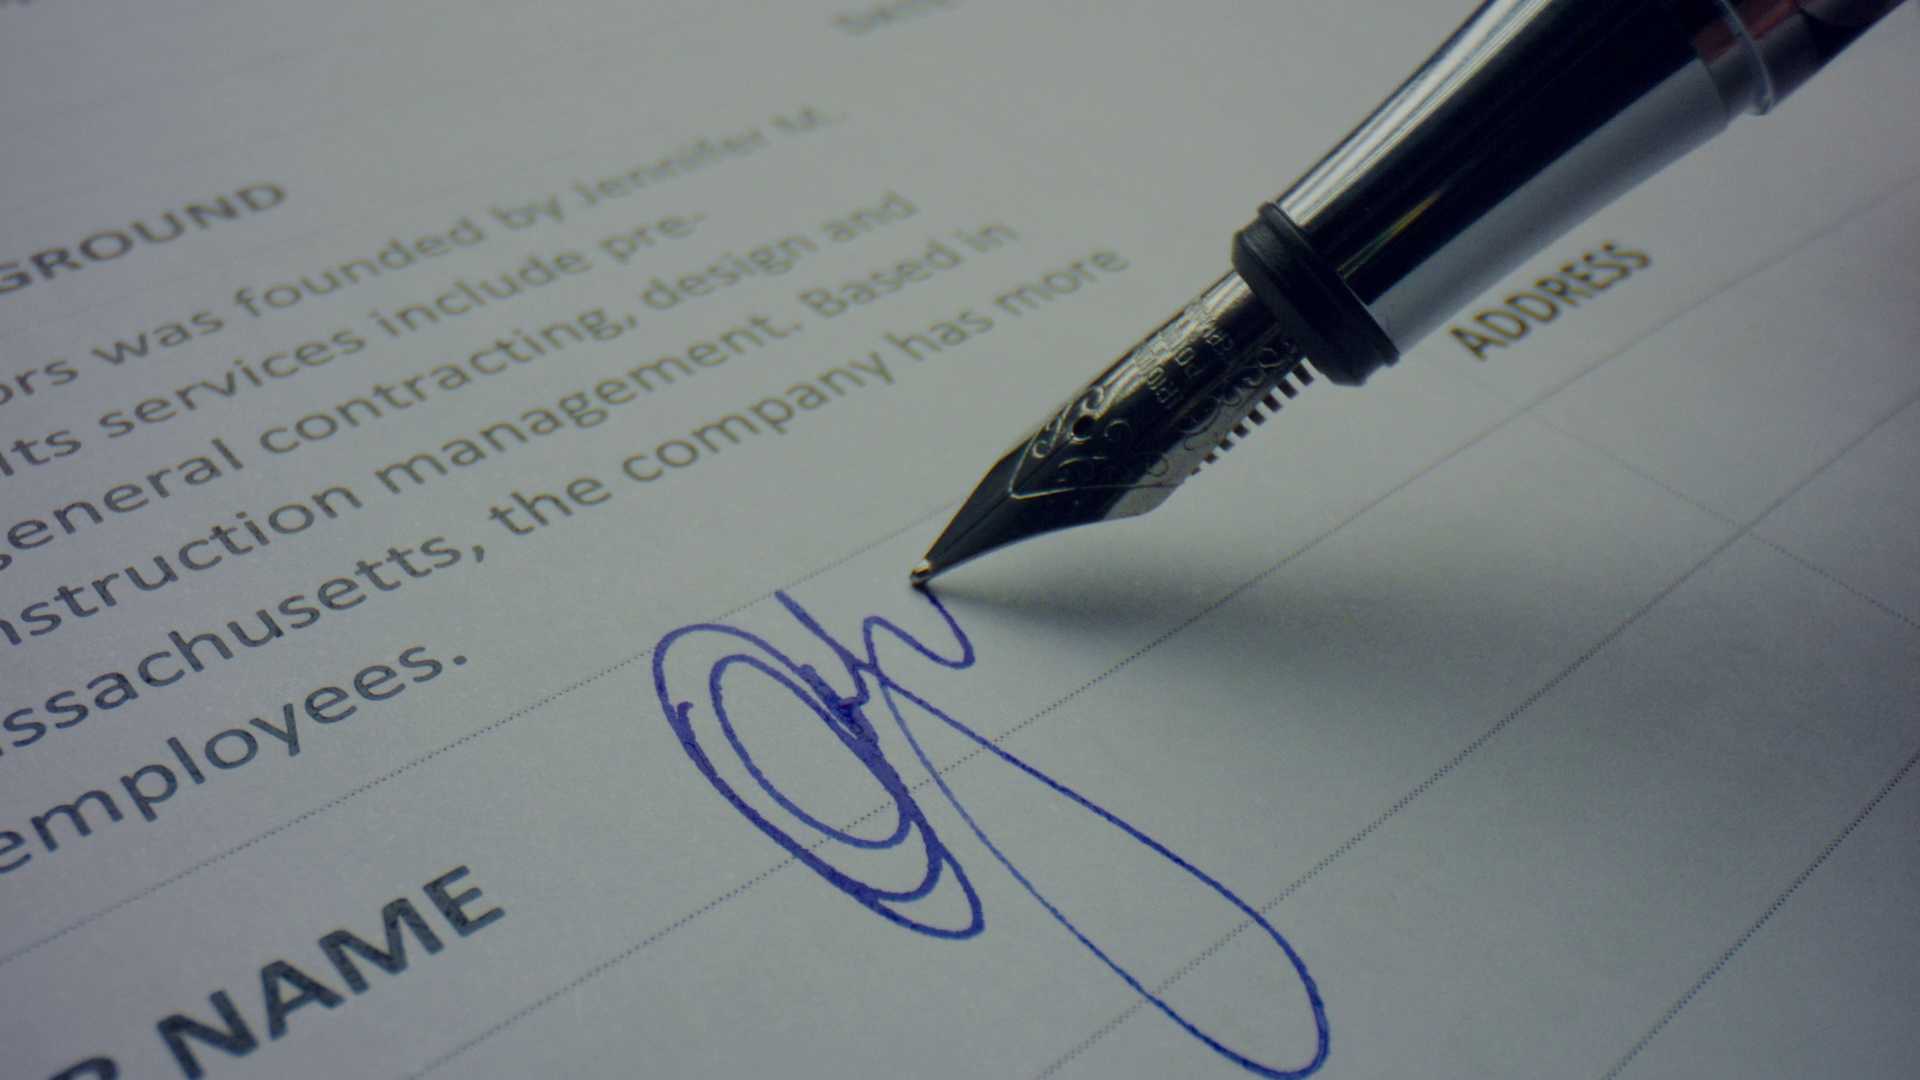 GROUND
ors was founded by Jennifer M.
Its services include pre-
general contracting, design and
nstruction management. Based in
ssachusetts, the company has more
employees.
R NAME
ADDRESS